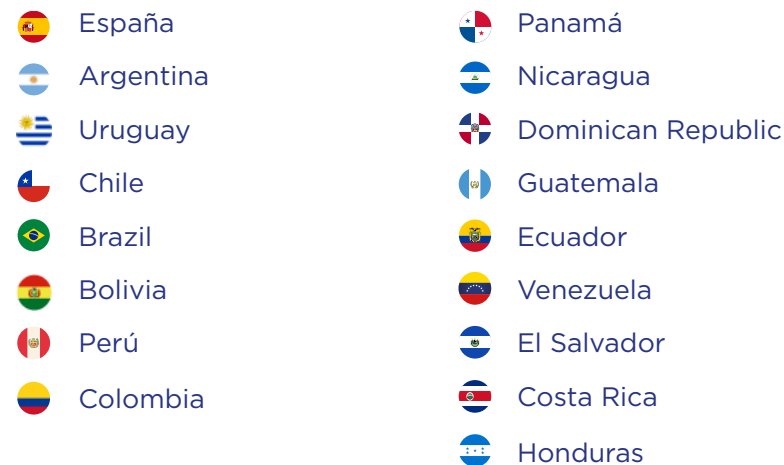 España
Argentina
Uruguay
Chile
Brazil
Bolivia
Perú
Colombia
Panamá
Nicaragua
Dominican Republic
Guatemala
Ecuador
Venezuela
El Salvador
Costa Rica
Honduras